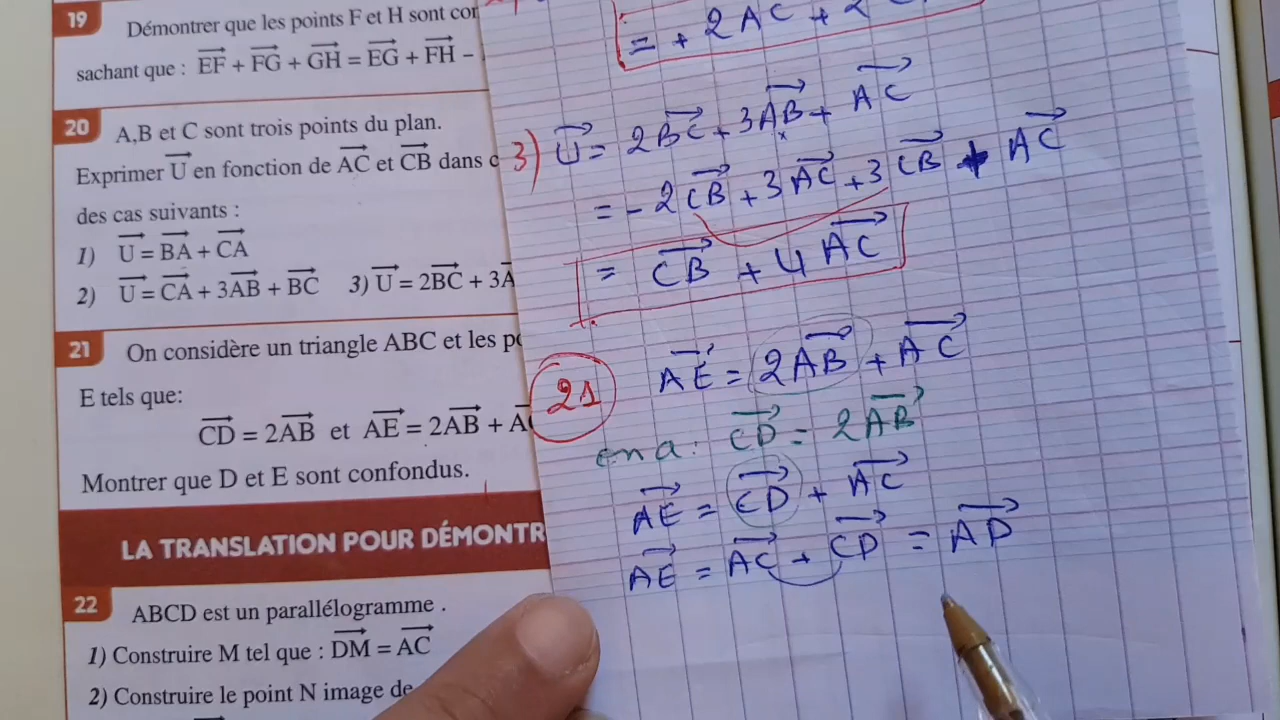 19 Démontrer que les points F et H sont
sachant que : EF + FG + GH = EG + FH −
20 A,B et C sont trois points du plan.
Exprimer U en fonction de AC et CB dans
des cas suivants :
1) U = BA + CA
2) U = CA + 3AB + BC 3) U = 2BC + 3
21 On considère un triangle ABC et les
E tels que:
CD = 2AB et AE = 2AB +
Montrer que D et E sont confondus.
LA TRANSLATION POUR
22 ABCD est un parallélogramme .
1) Construire M tel que : DM = AC
2) Construire le point N image de
= + 2 AC + 2
3) U = 2BC + 3AB + AC
= - 2CB + 3AC + 3CB + AC
= CB + 4AC
21 AE = 2AB + AC
on a: CD = 2AB
AE = CD + AC
AE = AC + CD = AD